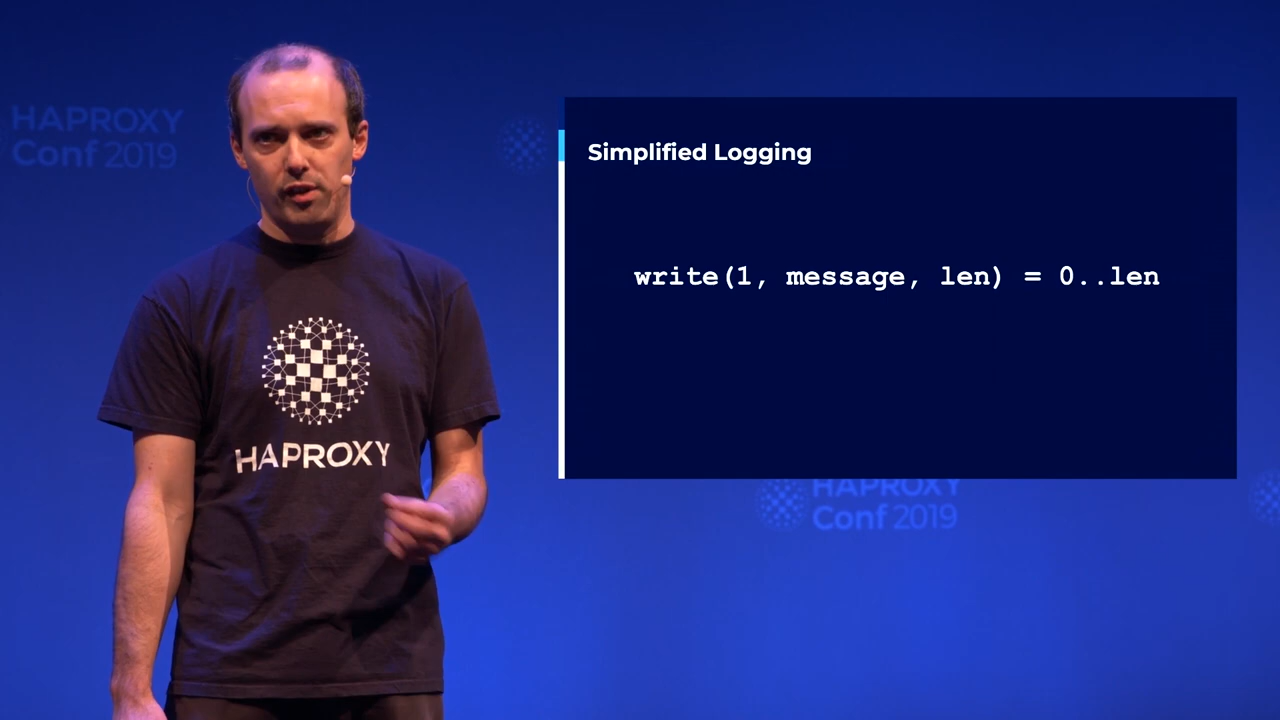 HAPROXY
Conf 2019
Simplified Logging
write(1, message, len) = 0..len
HAPROXY
HAPROXY
Conf 2019